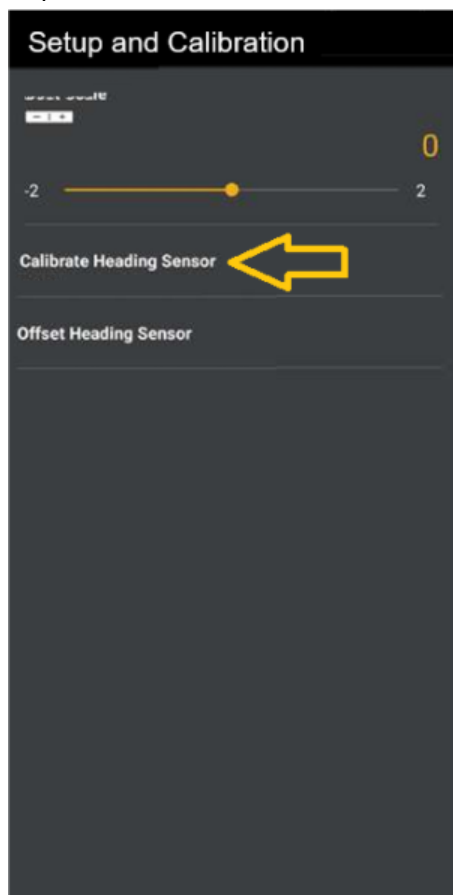 Setup and Calibration
- | +
0
-2 2
Calibrate Heading Sensor
Offset Heading Sensor